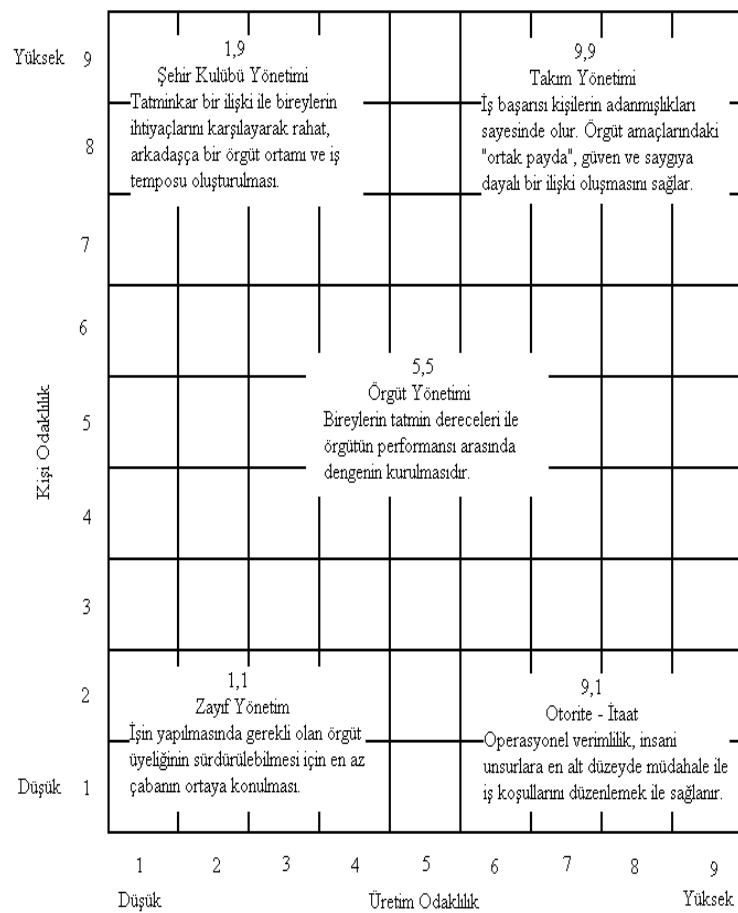 Yüksek 9
8
7
6
5
4
3
2
Düşük 1
Kişi Odaklılık
1,9
Şehir Kulübü Yönetimi
Tatminkar bir ilişki ile bireylerin
ihtiyaçlarını karşılayarak rahat,
arkadaşça bir örgüt ortamı ve iş
temposu oluşturulması.
9,9
Takım Yönetimi
İş başarısı kişilerin adanmışlıkları
sayesinde olur. Örgüt amaçlarındaki
"ortak payda", güven ve saygıya
dayalı bir ilişki oluşmasını sağlar.
5,5
Örgüt Yönetimi
Bireylerin tatmin dereceleri ile
örgütün performansı arasında
dengenin kurulmasıdır.
1,1
Zayıf Yönetim
İşin yapılmasında gerekli olan örgüt
üyeliğinin sürdürülebilmesi için en az
çabanın ortaya konulması.
9,1
Otorite - İtaat
Operasyonel verimlilik, insani
unsurlara en alt düzeyde müdahale ile
iş koşullarını düzenlemek ile sağlanır.
1 2 3 4 5 6 7 8 9
Düşük Üretim Odaklılık Yüksek